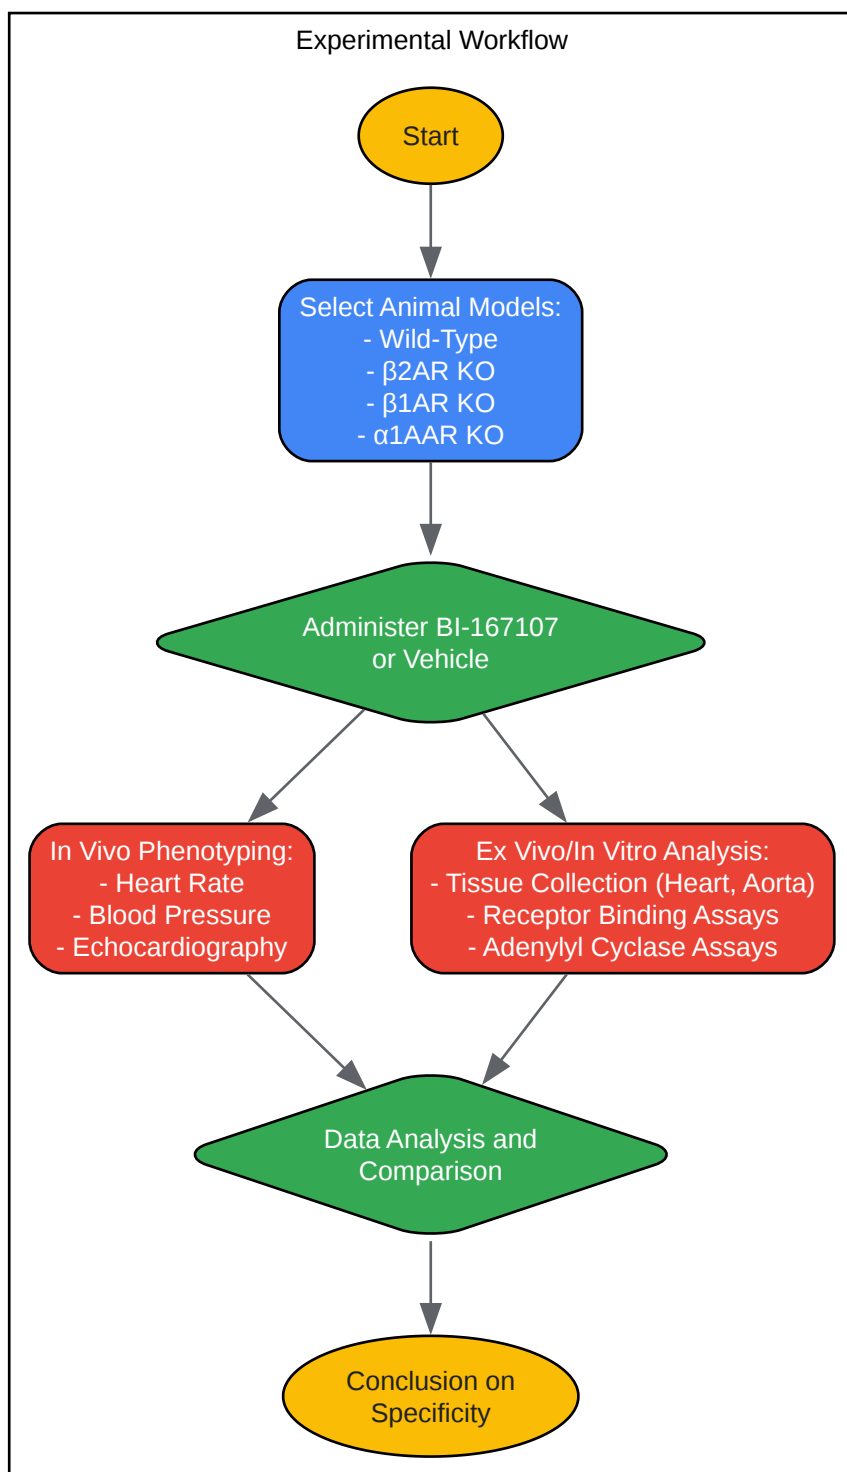 Experimental Workflow
Start
Select Animal Models:
- Wild-Type
- β2AR KO
- β1AR KO
- α1AAR KO
Administer BI-167107
or Vehicle
In Vivo Phenotyping:
- Heart Rate
- Blood Pressure
- Echocardiography
Ex Vivo/In Vitro Analysis:
- Tissue Collection (Heart, Aorta)
- Receptor Binding Assays
- Adenylyl Cyclase Assays
Data Analysis and
Comparison
Conclusion on
Specificity